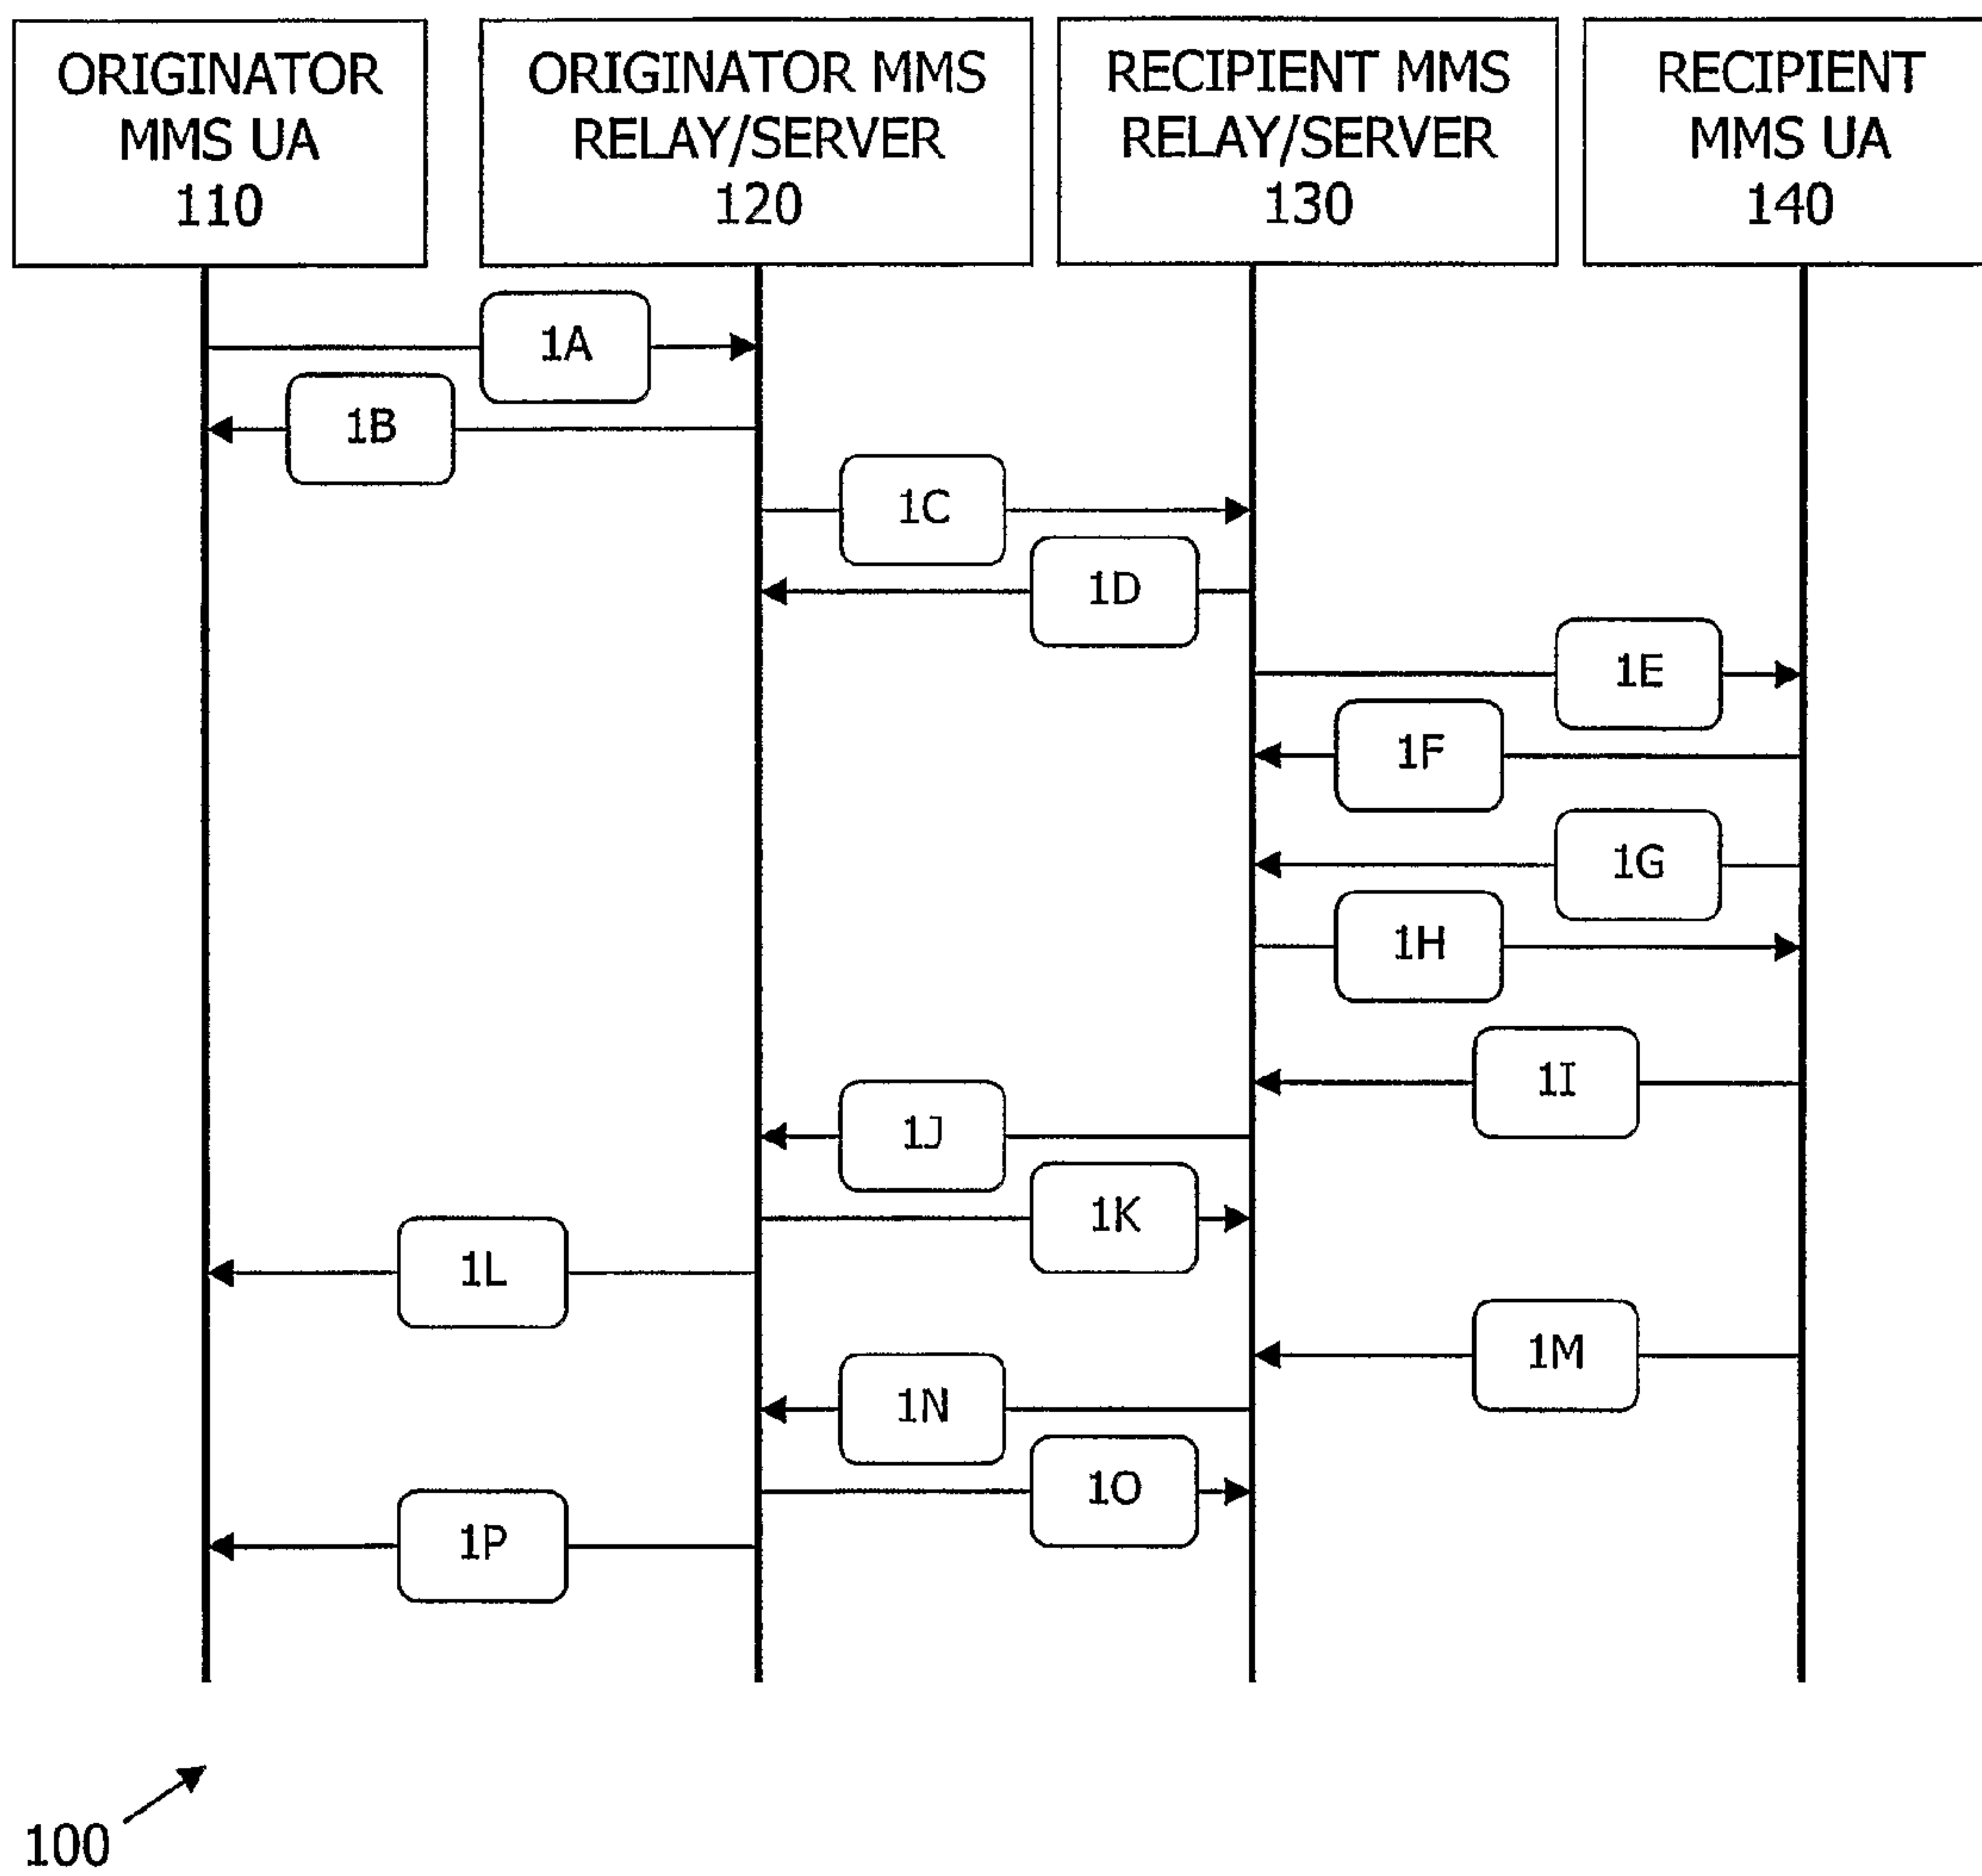 ORIGINATOR
MMS UA
110
ORIGINATOR MMS
RELAY/SERVER
120
RECIPIENT MMS
RELAY/SERVER
130
RECIPIENT
MMS UA
140
1A
1B
1C
1D
1E
1F
1G
1H
1I
1J
1K
1L
1M
1N
1O
1P
100